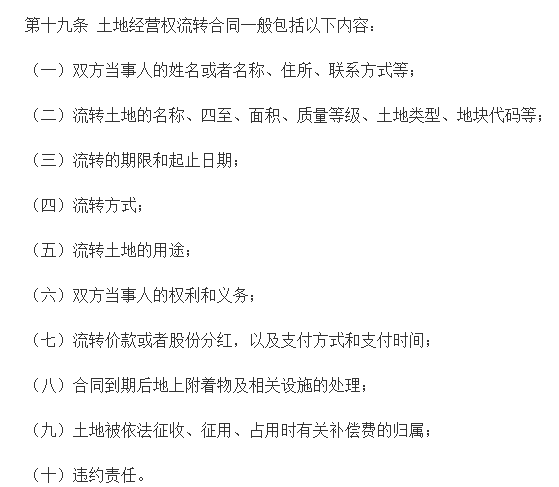 第十九条 土地经营权流转合同一般包括以下内容：
（一）双方当事人的姓名或者名称、住所、联系方式等；
（二）流转土地的名称、四至、面积、质量等级、土地类型、地块代码等；
（三）流转的期限和起止日期；
（四）流转方式；
（五）流转土地的用途；
（六）双方当事人的权利和义务；
（七）流转价款或者股份分红，以及支付方式和支付时间；
（八）合同到期后地上附着物及相关设施的处理；
（九）土地被依法征收、征用、占用时有关补偿费的归属；
（十）违约责任。